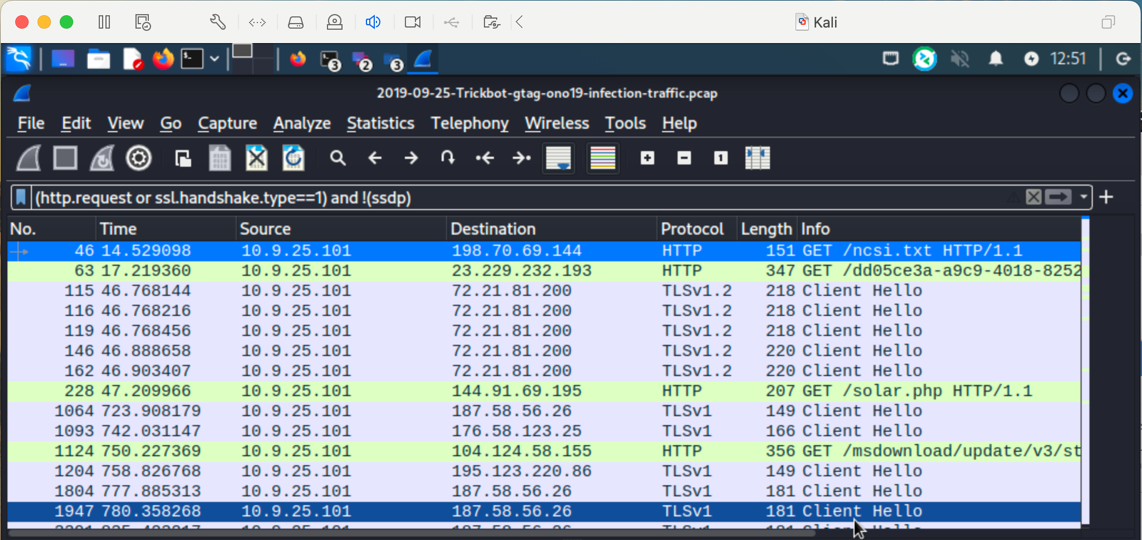 Kali
3 2 3 12:51
2019-09-25-Trickbot-gtag-ono19-infection-traffic.pcap
File Edit View Go Capture Analyze Statistics Telephony Wireless Tools Help
(http.request or ssl.handshake.type==1) and !(ssdp)
No. Time Source Destination Protocol Length Info
46 14.529098 10.9.25.101 198.70.69.144 HTTP 151 GET /ncsi.txt HTTP/1.1
63 17.219360 10.9.25.101 23.229.232.193 HTTP 347 GET /dd05ce3a-a9c9-4018-8252
115 46.768144 10.9.25.101 72.21.81.200 TLSv1.2 218 Client Hello
116 46.768216 10.9.25.101 72.21.81.200 TLSv1.2 218 Client Hello
119 46.768456 10.9.25.101 72.21.81.200 TLSv1.2 218 Client Hello
146 46.888658 10.9.25.101 72.21.81.200 TLSv1.2 220 Client Hello
162 46.903407 10.9.25.101 72.21.81.200 TLSv1.2 220 Client Hello
228 47.209966 10.9.25.101 144.91.69.195 HTTP 207 GET /solar.php HTTP/1.1
1064 723.908179 10.9.25.101 187.58.56.26 TLSv1 149 Client Hello
1093 742.031147 10.9.25.101 176.58.123.25 TLSv1 166 Client Hello
1124 750.227369 10.9.25.101 104.124.58.155 HTTP 356 GET /msdownload/update/v3/st
1204 758.826768 10.9.25.101 195.123.220.86 TLSv1 149 Client Hello
1804 777.885313 10.9.25.101 187.58.56.26 TLSv1 181 Client Hello
1947 780.358268 10.9.25.101 187.58.56.26 TLSv1 181 Client Hello